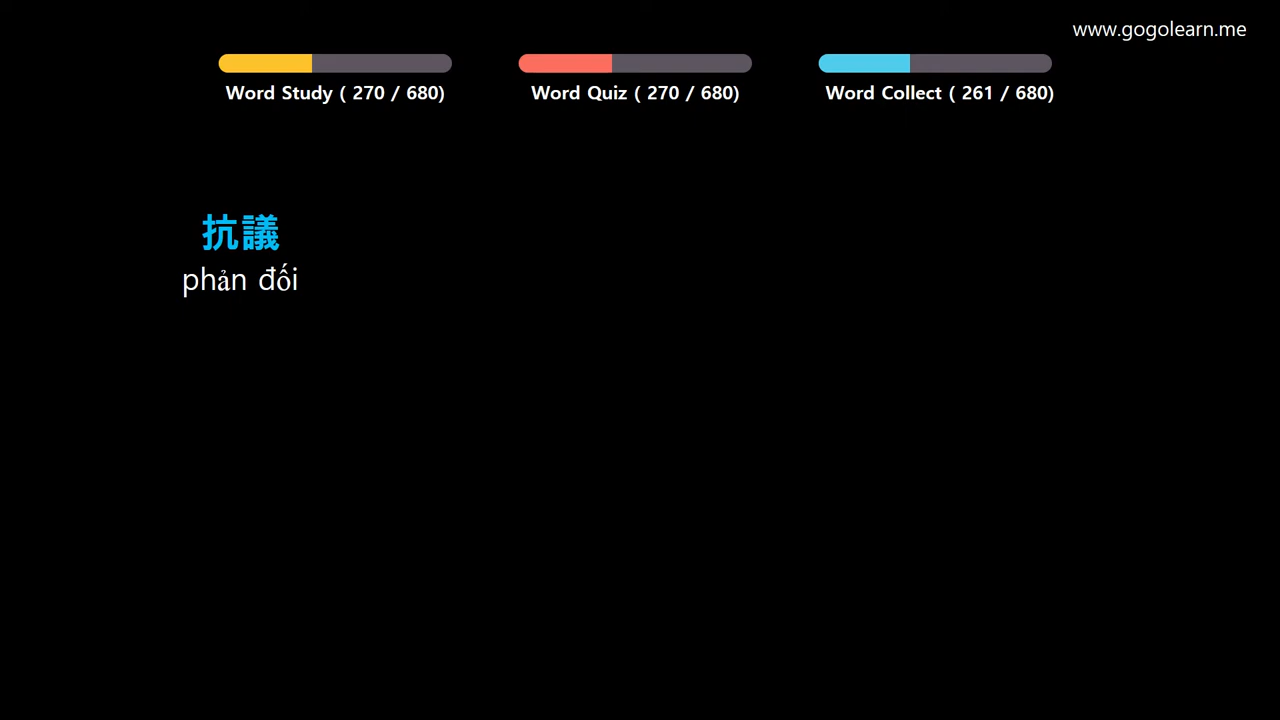 www.gogolearn.me
Word Study ( 270 / 680)
Word Quiz ( 270 / 680)
Word Collect ( 261 / 680)
抗議
phản đối